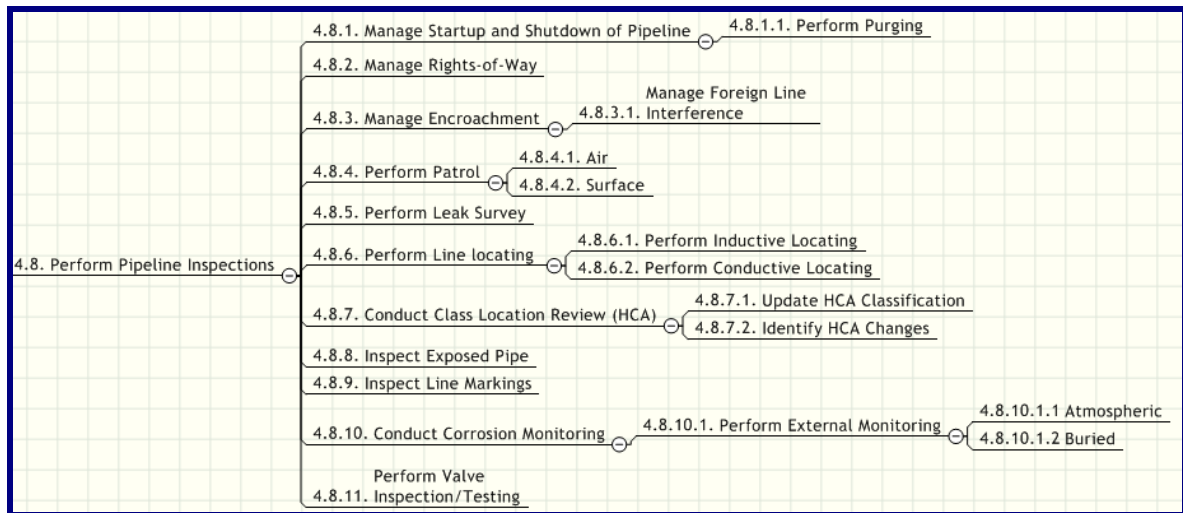 4.8. Perform Pipeline Inspections
4.8.1. Manage Startup and Shutdown of Pipeline
4.8.1.1. Perform Purging
4.8.2. Manage Rights-of-Way
4.8.3. Manage Encroachment
Manage Foreign Line
4.8.3.1. Interference
4.8.4. Perform Patrol
4.8.4.1. Air
4.8.4.2. Surface
4.8.5. Perform Leak Survey
4.8.6. Perform Line locating
4.8.6.1. Perform Inductive Locating
4.8.6.2. Perform Conductive Locating
4.8.7. Conduct Class Location Review (HCA)
4.8.7.1. Update HCA Classification
4.8.7.2. Identify HCA Changes
4.8.8. Inspect Exposed Pipe
4.8.9. Inspect Line Markings
4.8.10. Conduct Corrosion Monitoring
4.8.10.1. Perform External Monitoring
4.8.10.1.1 Atmospheric
4.8.10.1.2 Buried
Perform Valve
4.8.11. Inspection/Testing